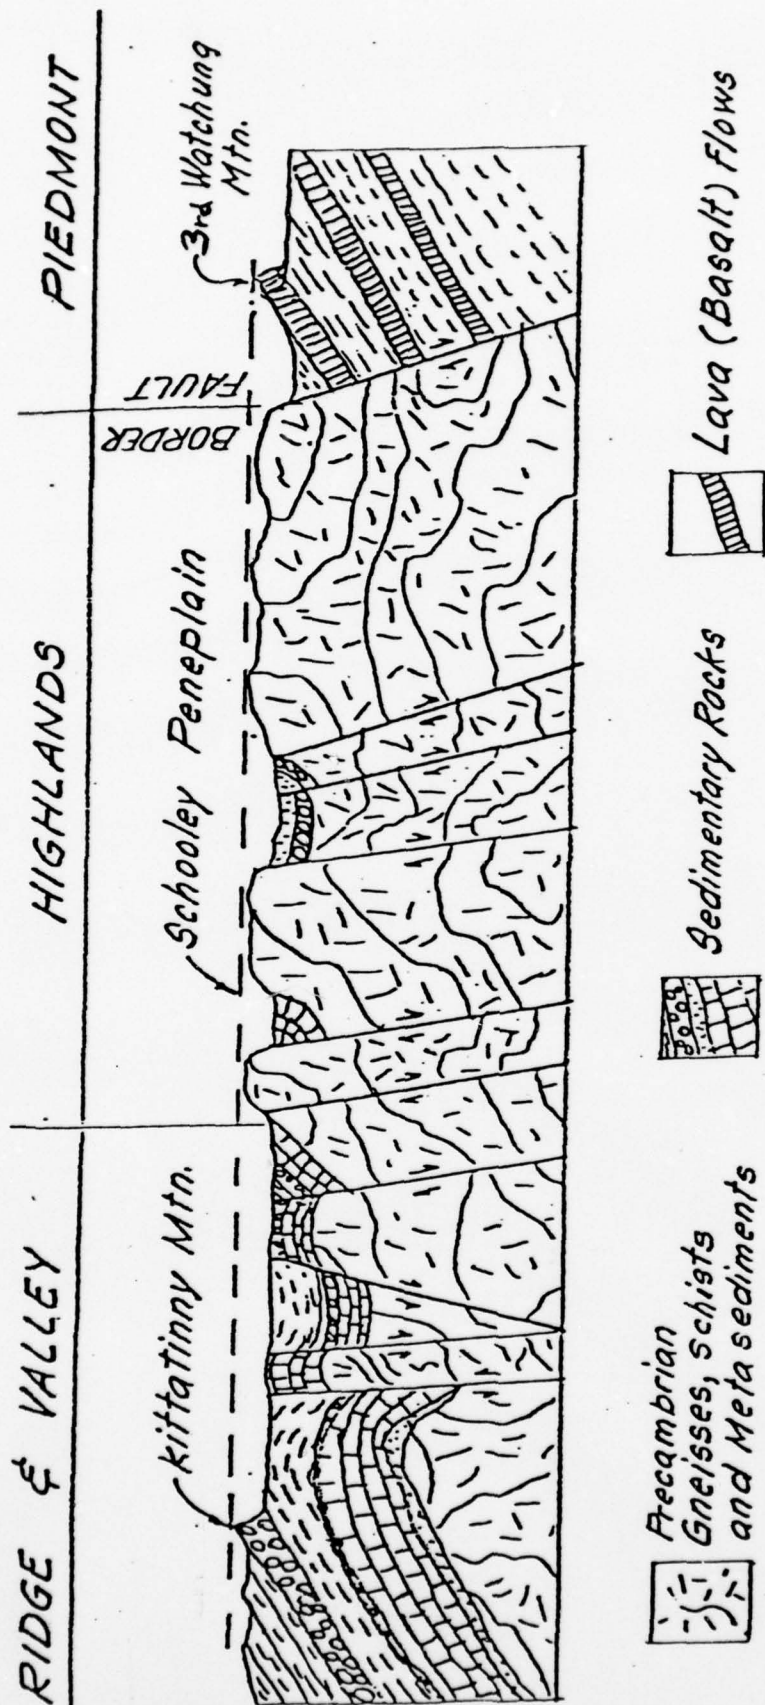 RIDGE & VALLEY
HIGHLANDS
PIEDMONT
Kittatinny Mtn.
Schooley Peneplain
BORDER
FAULT
3rd Watchung
Mtn.
Precambrian
Gneisses, schists
and Meta sediments
Sedimentary Rocks
Lava (Basalt) Flows